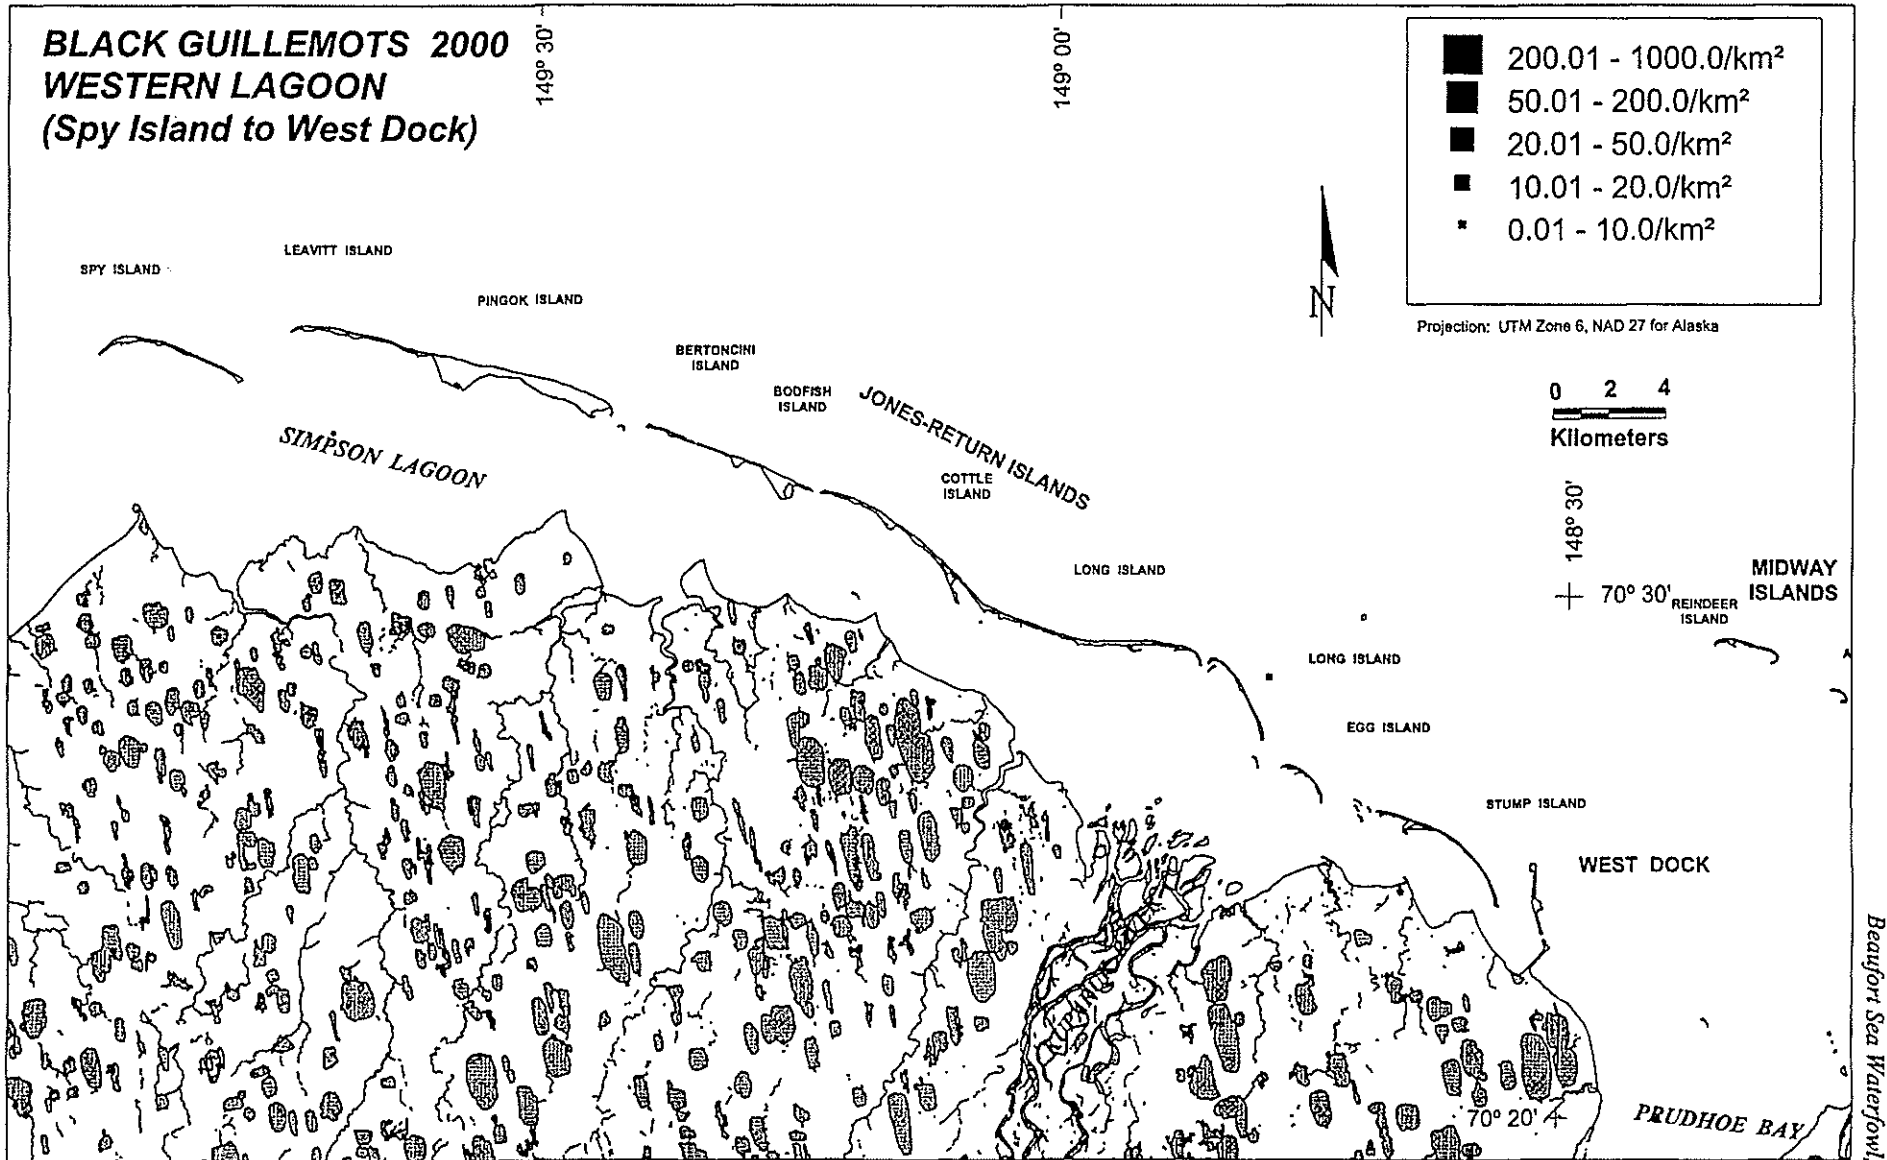 BLACK GUILLEMOTS 2000
WESTERN LAGOON
(Spy Island to West Dock)
149° 30'
149° 00'
200.01 - 1000.0/km²
50.01 - 200.0/km²
20.01 - 50.0/km²
10.01 - 20.0/km²
0.01 - 10.0/km²
Projection: UTM Zone 6, NAD 27 for Alaska
N
0 2 4
Kilometers
SPY ISLAND
LEAVITT ISLAND
PINGOK ISLAND
BERTONCINI
ISLAND
BODFISH
ISLAND
JONES-RETURN ISLANDS
COTTLE
ISLAND
SIMPSON LAGOON
LONG ISLAND
148° 30'
70° 30'
MIDWAY
ISLANDS
REINDEER
ISLAND
LONG ISLAND
EGG ISLAND
STUMP ISLAND
WEST DOCK
KUPARUK
70° 20'
PRUDHOE BAY
Beaufort Sea Waterfowl,